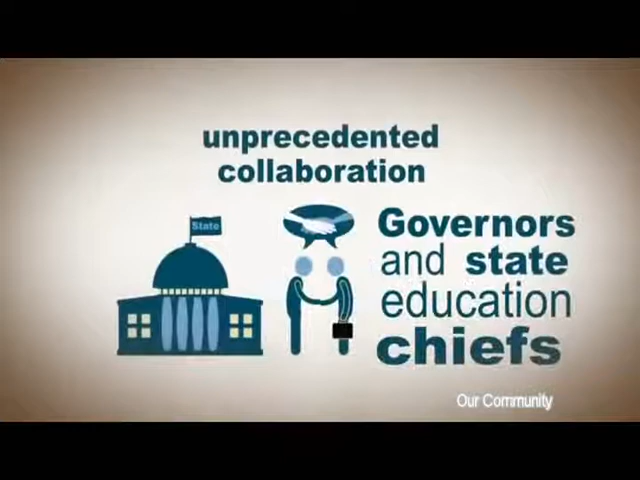 unprecedented
collaboration
State
Governors
and state
education
chiefs
Our Community